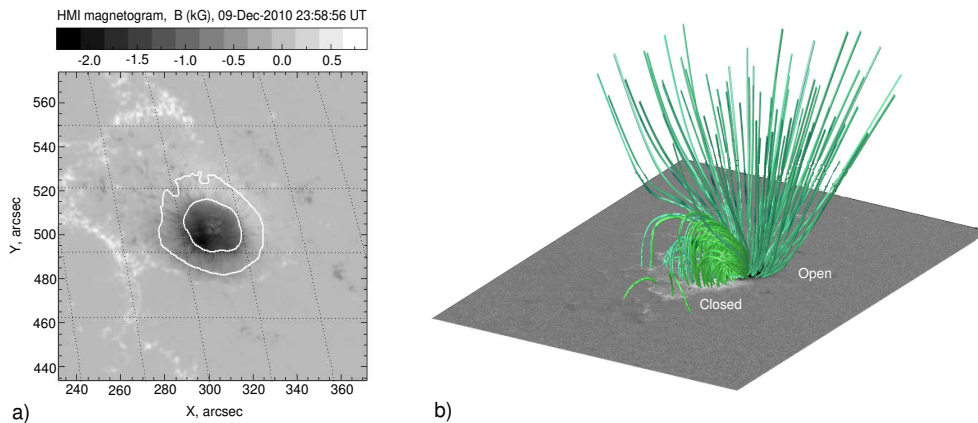 HMI magnetogram, B (kG), 09-Dec-2010 23:58:56 UT
-2.0 -1.5 -1.0 -0.5 0.0 0.5
560
540
520
500
480
460
440
Y, arcsec
240 260 280 300 320 340 360
X, arcsec
a)
Open
Closed
b)